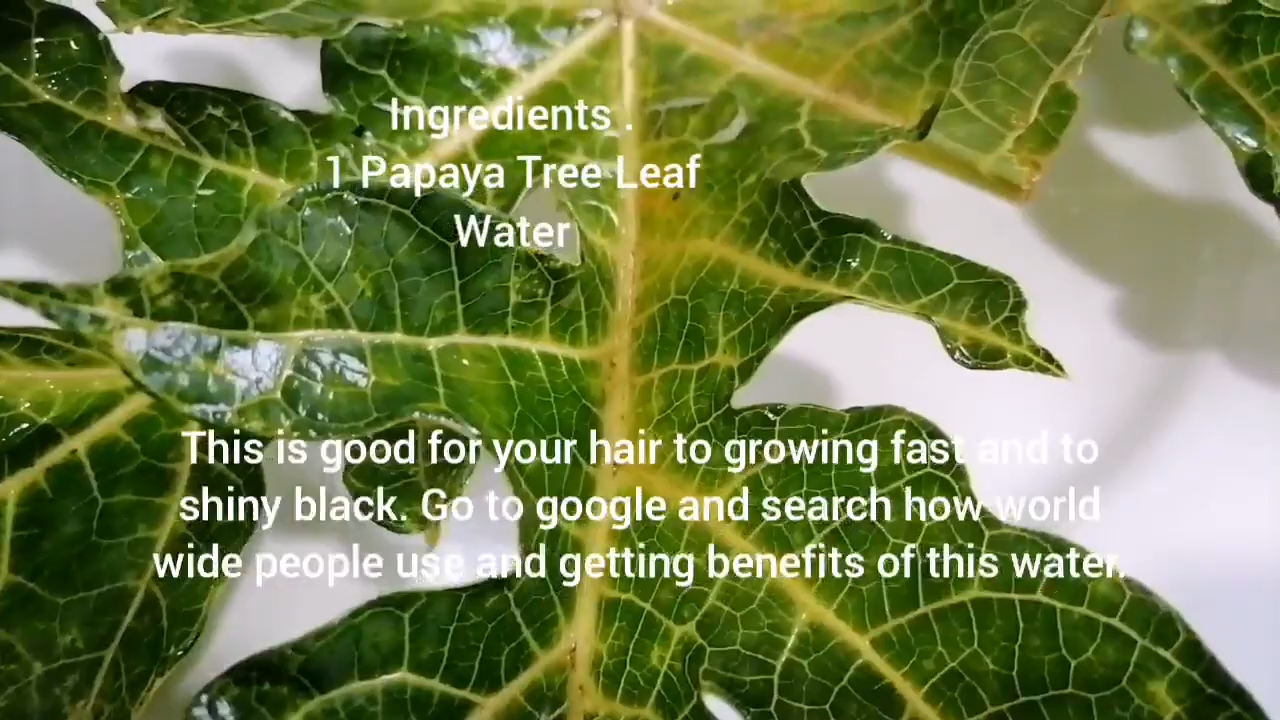 Ingredients .
1 Papaya Tree Leaf
Water
This is good for your hair to growing fast and to
shiny black. Go to google and search how world
wide people use and getting benefits of this water.